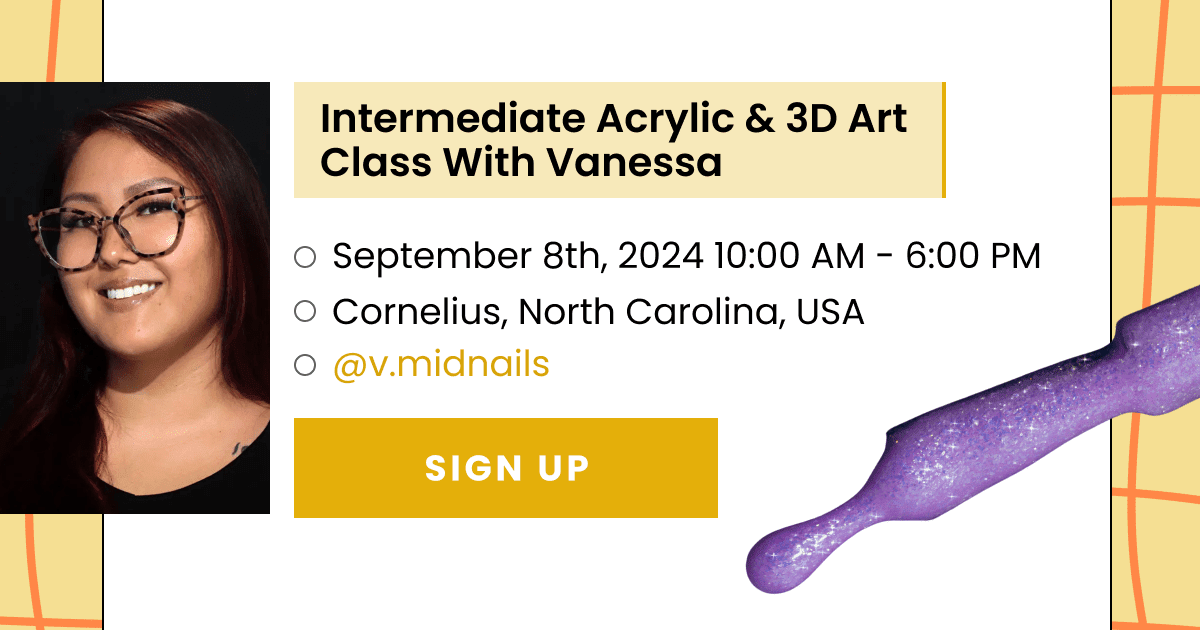 Intermediate Acrylic & 3D Art
Class With Vanessa
September 8th, 2024 10:00 AM - 6:00 PM
Cornelius, North Carolina, USA
@v.midnails
SIGN UP